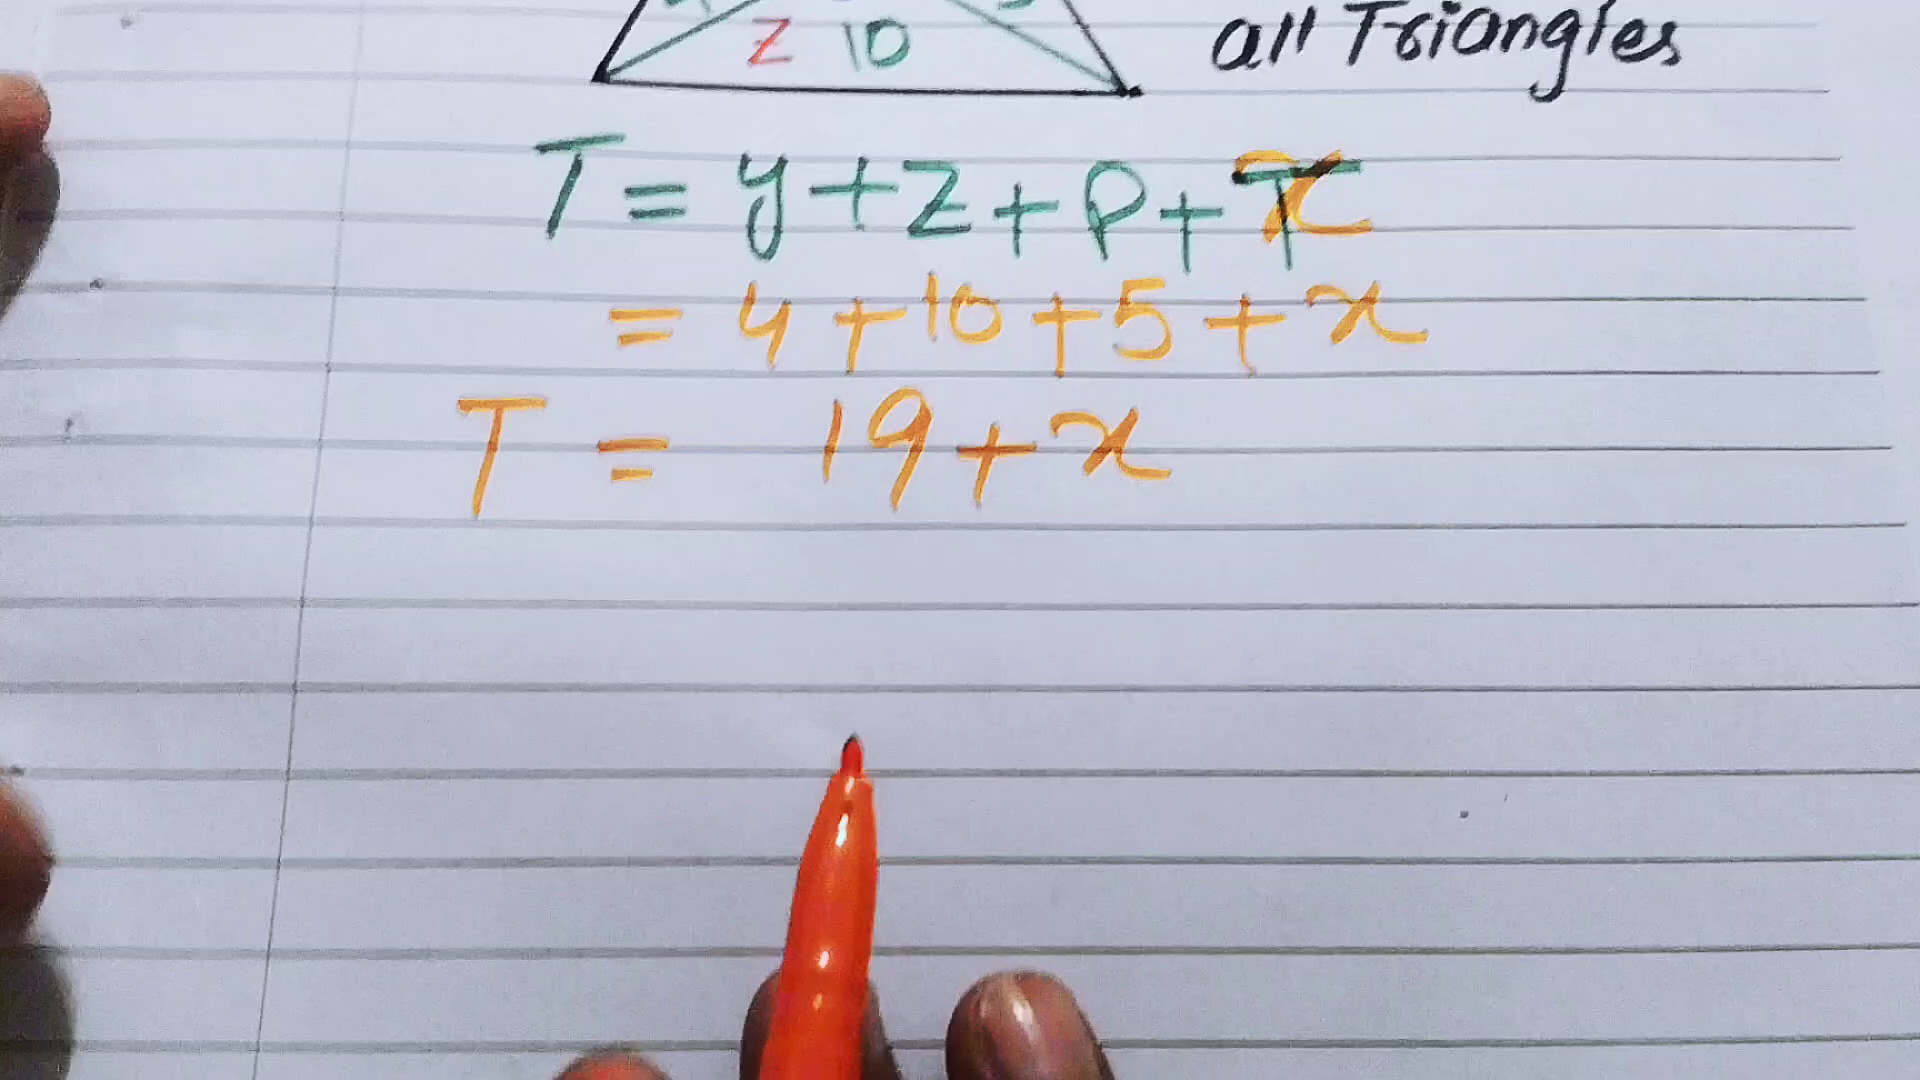 z 10
all Triangles
T = y + z + P + x
= 4 + 10 + 5 + x
T = 19 + x